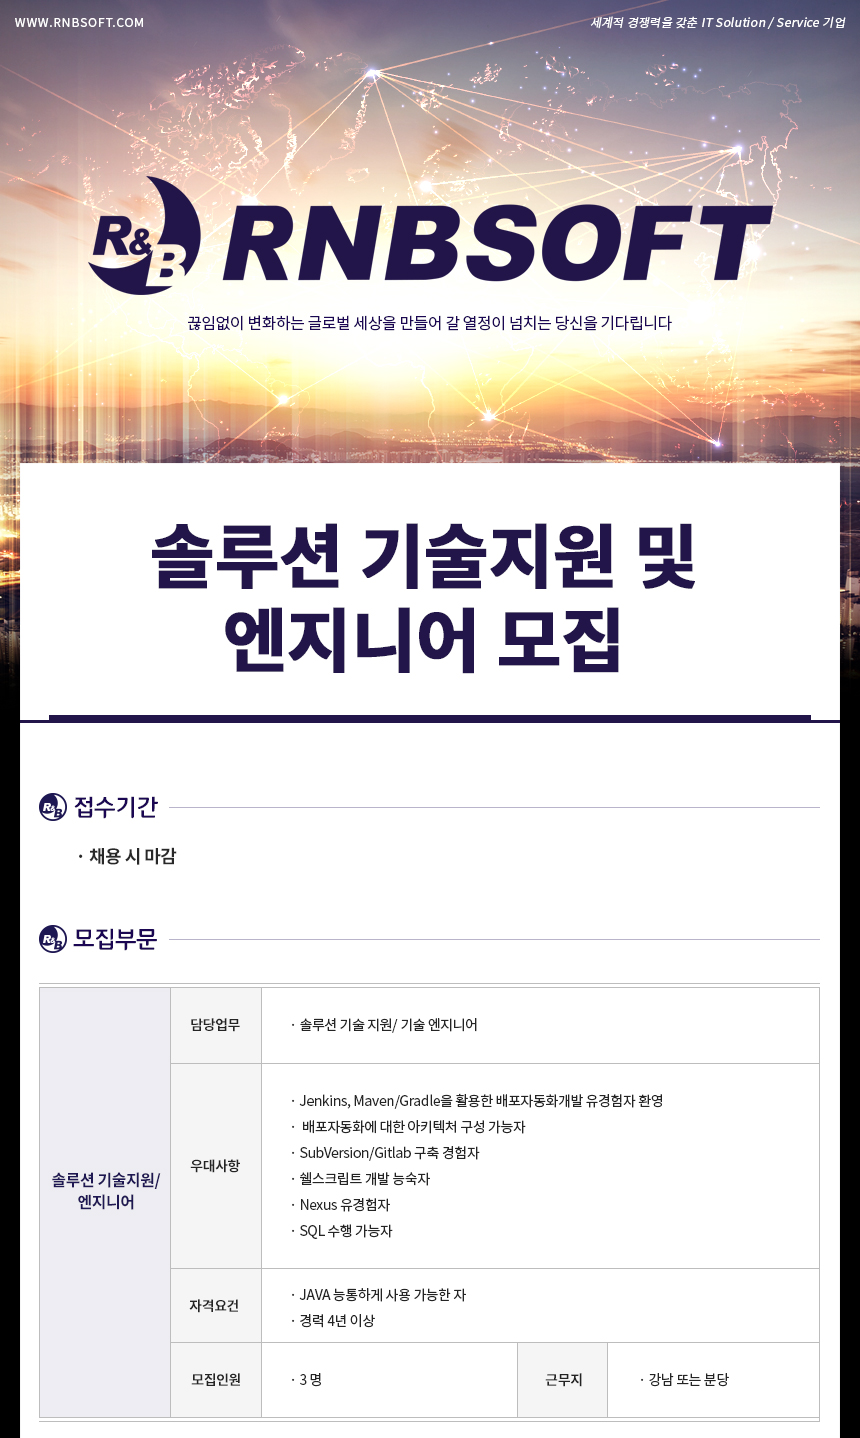 WWW.RNBSOFT.COM
세계적 경쟁력을 갖춘 IT Solution / Service 기업
R&B RNBSOFT
끊임없이 변화하는 글로벌 세상을 만들어 갈 열정이 넘치는 당신을 기다립니다
솔루션 기술지원 및
엔지니어 모집
R&B 접수기간
· 채용 시 마감
R&B 모집부문
솔루션 기술지원/
엔지니어
담당업무
· 솔루션 기술 지원/ 기술 엔지니어
우대사항
· Jenkins, Maven/Gradle을 활용한 배포자동화개발 유경험자 환영
· 배포자동화에 대한 아키텍처 구성 가능자
· SubVersion/Gitlab 구축 경험자
· 쉘스크립트 개발 능숙자
· Nexus 유경험자
· SQL 수행 가능자
자격요건
· JAVA 능통하게 사용 가능한 자
· 경력 4년 이상
모집인원
· 3 명
근무지
· 강남 또는 분당